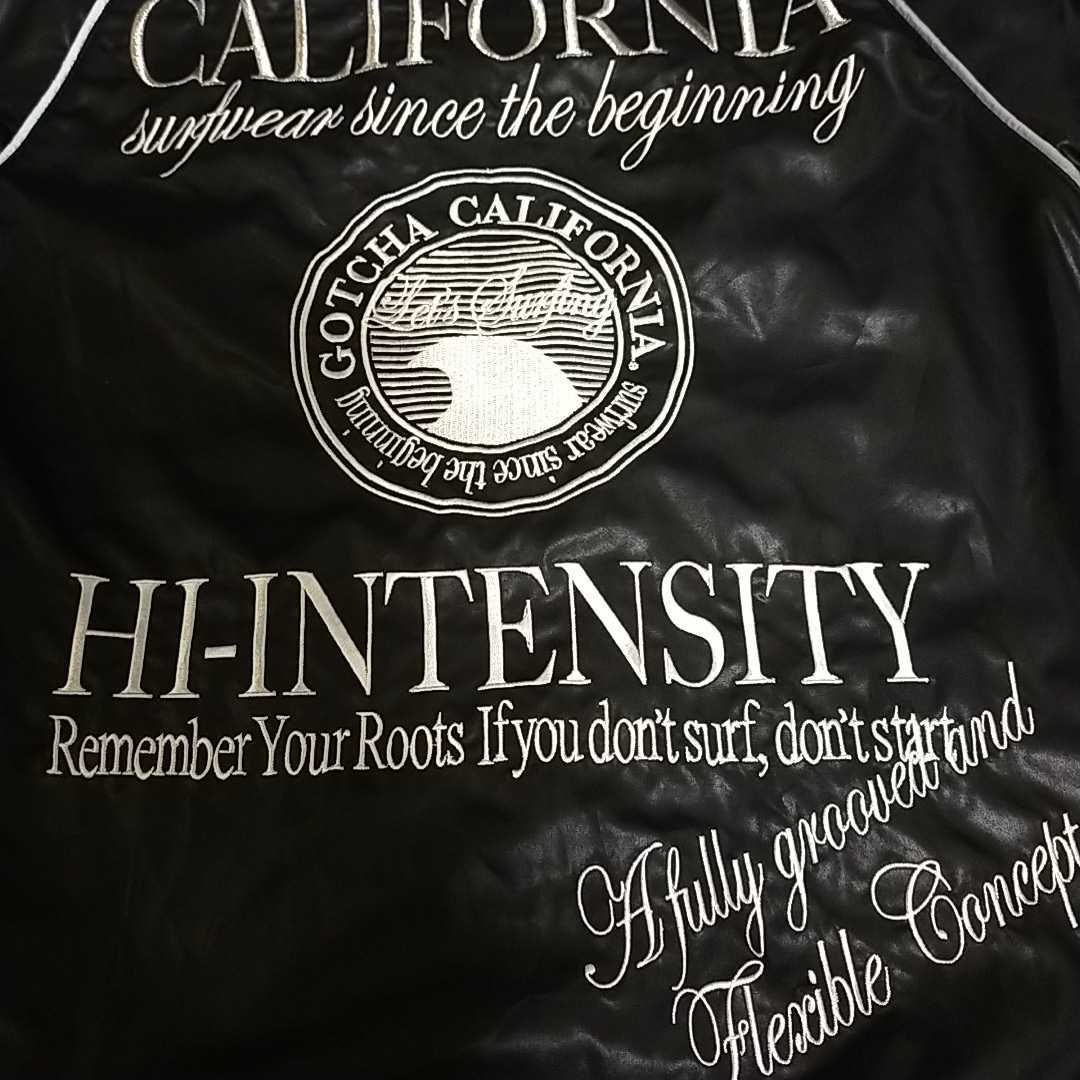 CALIFORNIA
surfwear since the beginning
GOTCHA CALIFORNIA®
Let's Surfing
surfwear since the beginning
HI-INTENSITY
Remember Your Roots If you don't surf, don't start
A fully grooved and
Flexible Concept